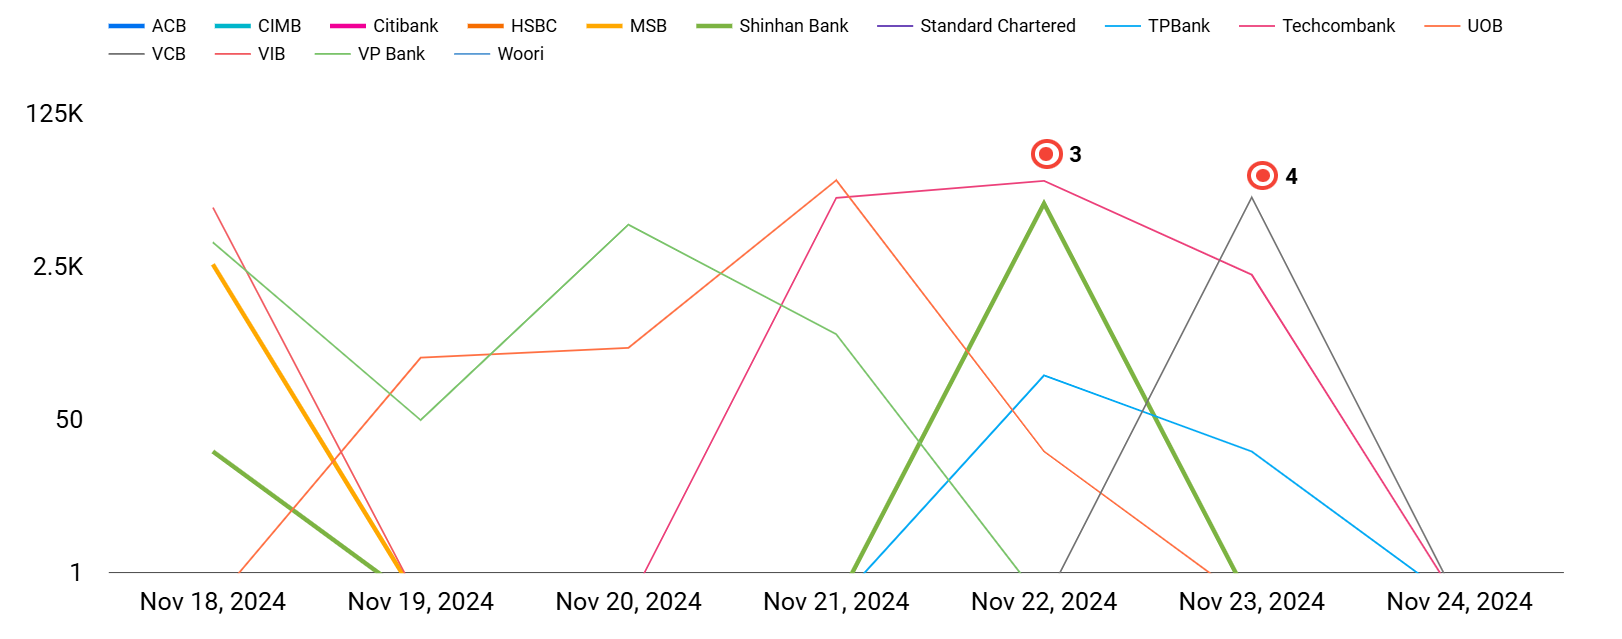 ACB CIMB Citibank HSBC MSB Shinhan Bank Standard Chartered TPBank Techcombank UOB
VCB VIB VP Bank Woori
125K
3
4
2.5K
50
1
Nov 18, 2024 Nov 19, 2024 Nov 20, 2024 Nov 21, 2024 Nov 22, 2024 Nov 23, 2024 Nov 24, 2024